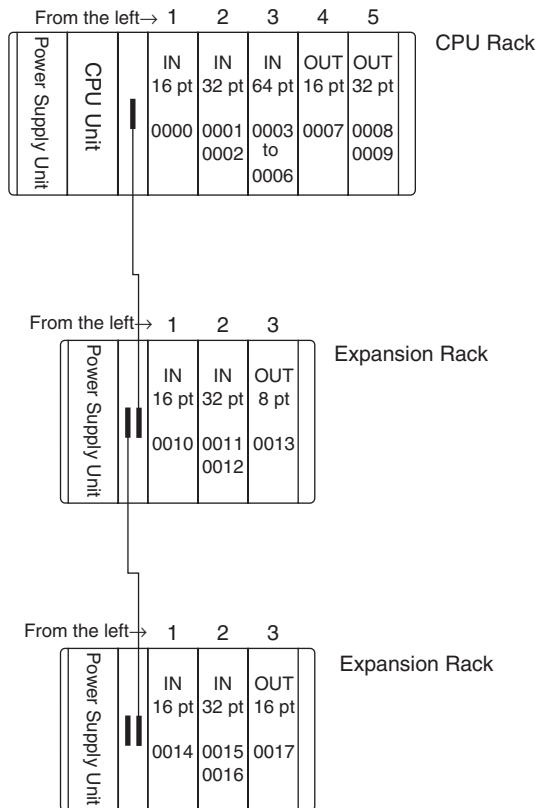 From the left→ 1 2 3 4 5
CPU Rack
Power Supply Unit
CPU Unit
IN IN IN OUT OUT
16 pt 32 pt 64 pt 16 pt 32 pt
0000 0001 0003 0007 0008
0002 to 0009
0006
From the left→ 1 2 3
Expansion Rack
Power Supply Unit
IN IN OUT
16 pt 32 pt 8 pt
0010 0011 0013
0012
From the left→ 1 2 3
Expansion Rack
Power Supply Unit
IN IN OUT
16 pt 32 pt 16 pt
0014 0015 0017
0016